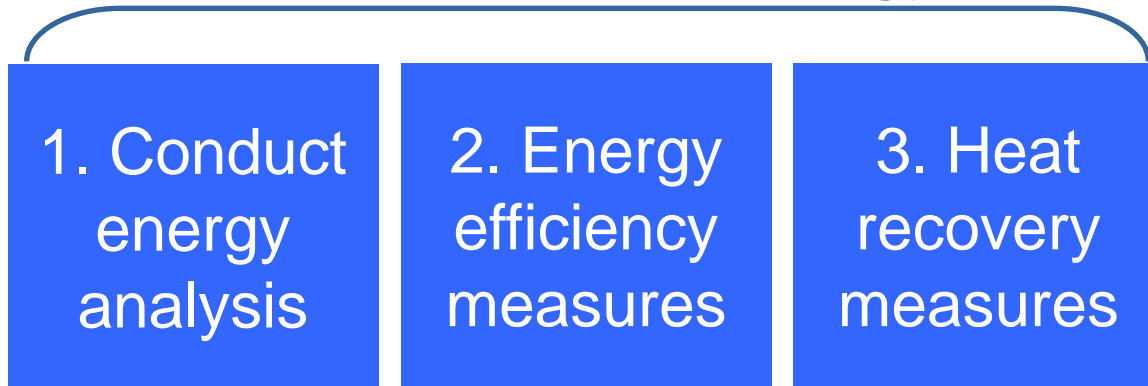 1. Conduct
energy
analysis
2. Energy
efficiency
measures
3. Heat
recovery
measures